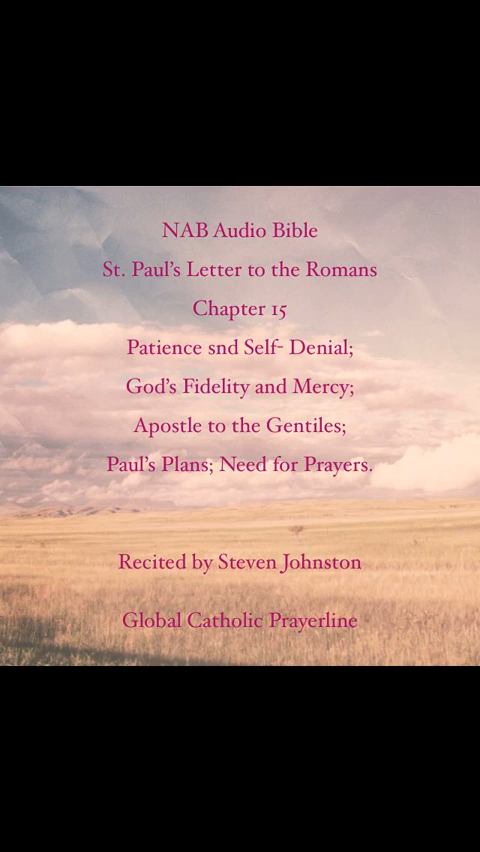 NAB Audio Bible
St. Paul's Letter to the Romans
Chapter 15
Patience snd Self- Denial;
God's Fidelity and Mercy;
Apostle to the Gentiles;
Paul's Plans; Need for Prayers.
Recited by Steven Johnston
Global Catholic Prayerline